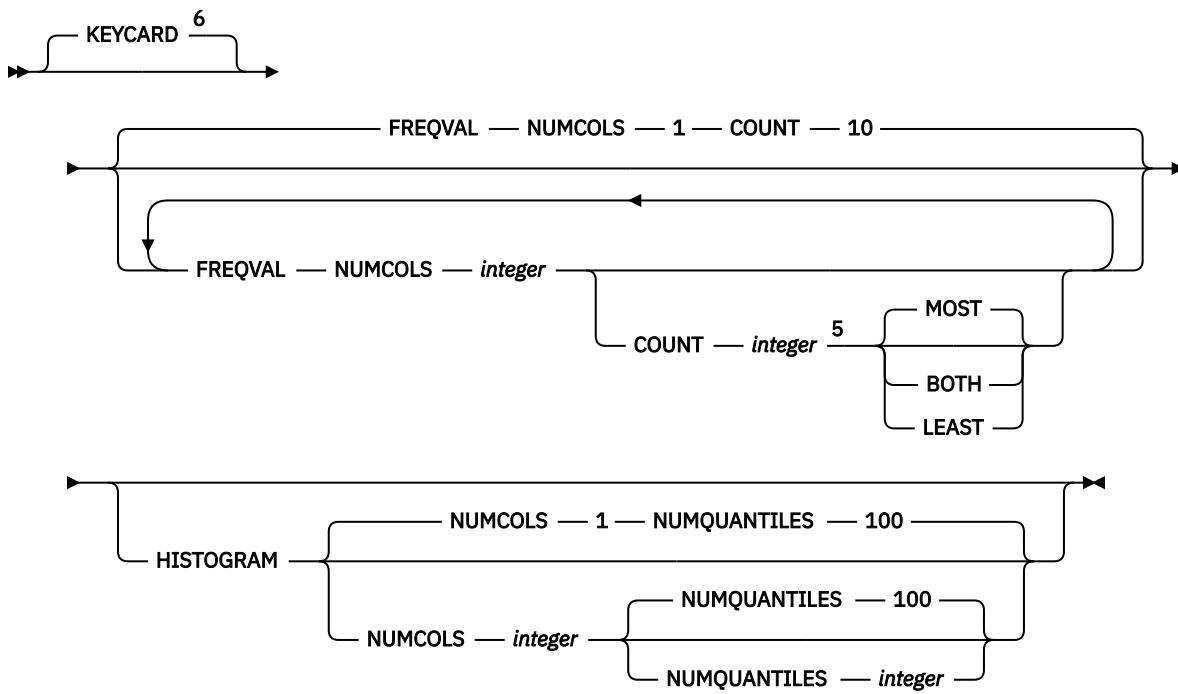 KEYCARD 6
FREQVAL NUMCOLS 1 COUNT 10
FREQVAL NUMCOLS integer
MOST
COUNT integer 5
BOTH
LEAST
NUMCOLS 1 NUMQUANTILES 100
HISTOGRAM
NUMQUANTILES 100
NUMCOLS integer
NUMQUANTILES integer